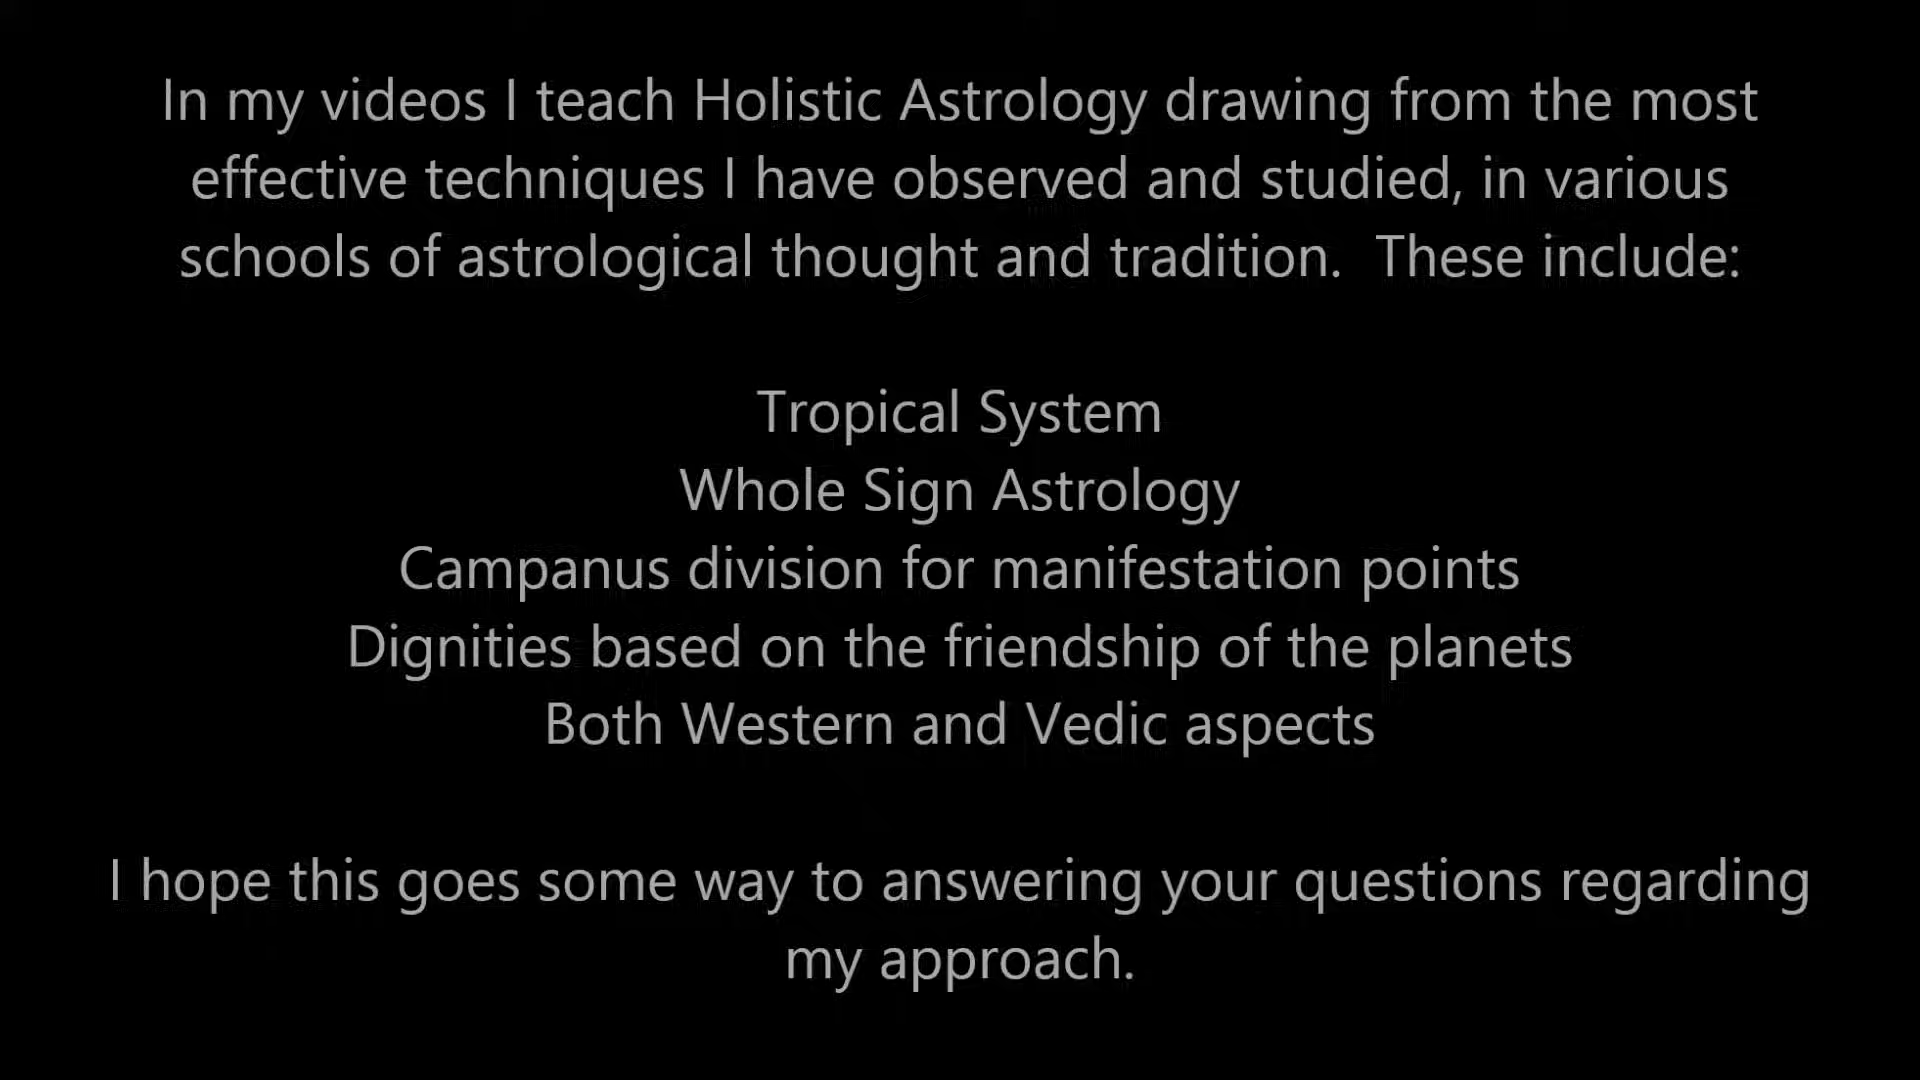 In my videos I teach Holistic Astrology drawing from the most
effective techniques I have observed and studied, in various
schools of astrological thought and tradition.  These include:
Tropical System
Whole Sign Astrology
Campanus division for manifestation points
Dignities based on the friendship of the planets
Both Western and Vedic aspects
I hope this goes some way to answering your questions regarding
my approach.